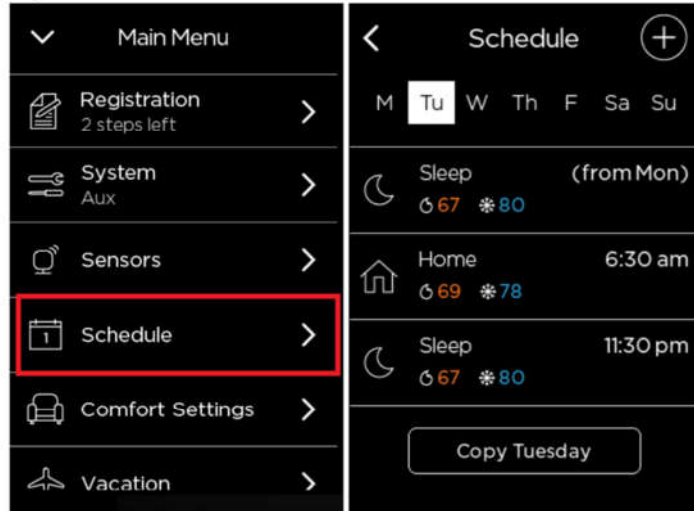 Main Menu
Registration
2 steps left
System
Aux
Sensors
1
Schedule
Comfort Settings
Vacation
Schedule
M Tu W Th F Sa Su
Sleep (from Mon)
67 80
Home 6:30 am
69 78
Sleep 11:30 pm
67 80
Copy Tuesday